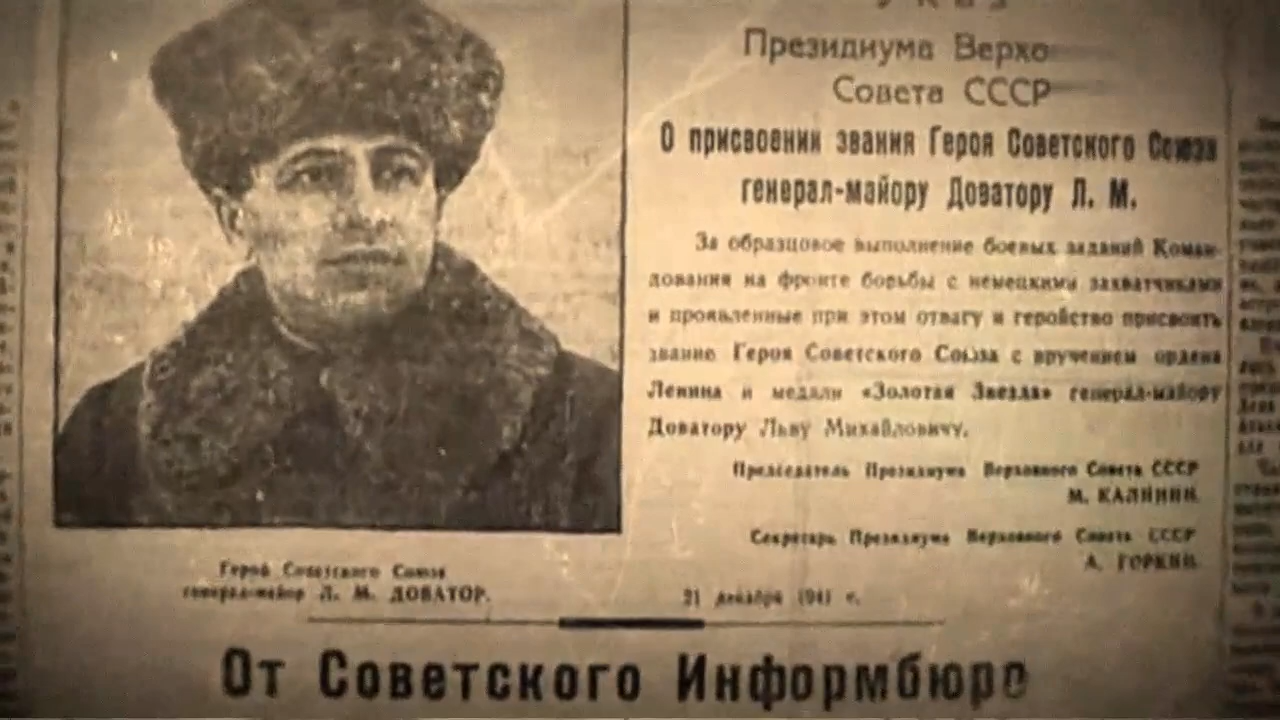 Указ
Президиума Верхо
Совета СССР
О присвоении звания Героя Советского Союза
генерал-майору Доватору Л. М.
За образцовое выполнение боевых заданий Коман-
дования на фронте борьбы с немецкими захватчиками
и проявленные при этом отвагу и геройство присвоить
звание Героя Советского Союза с вручением ордена
Ленина и медали «Золотая Звезда» генерал-майору
Доватору Льву Михайловичу.
Председатель Президиума Верховного Совета СССР
М. КАЛИНИН.
Секретарь Президиума Верховного Совета СССР
А. ГОРКИН.
21 декабря 1941 г.
Герой Советского Союза
генерал-майор Л. М. ДОВАТОР.
От Советского Информбюро